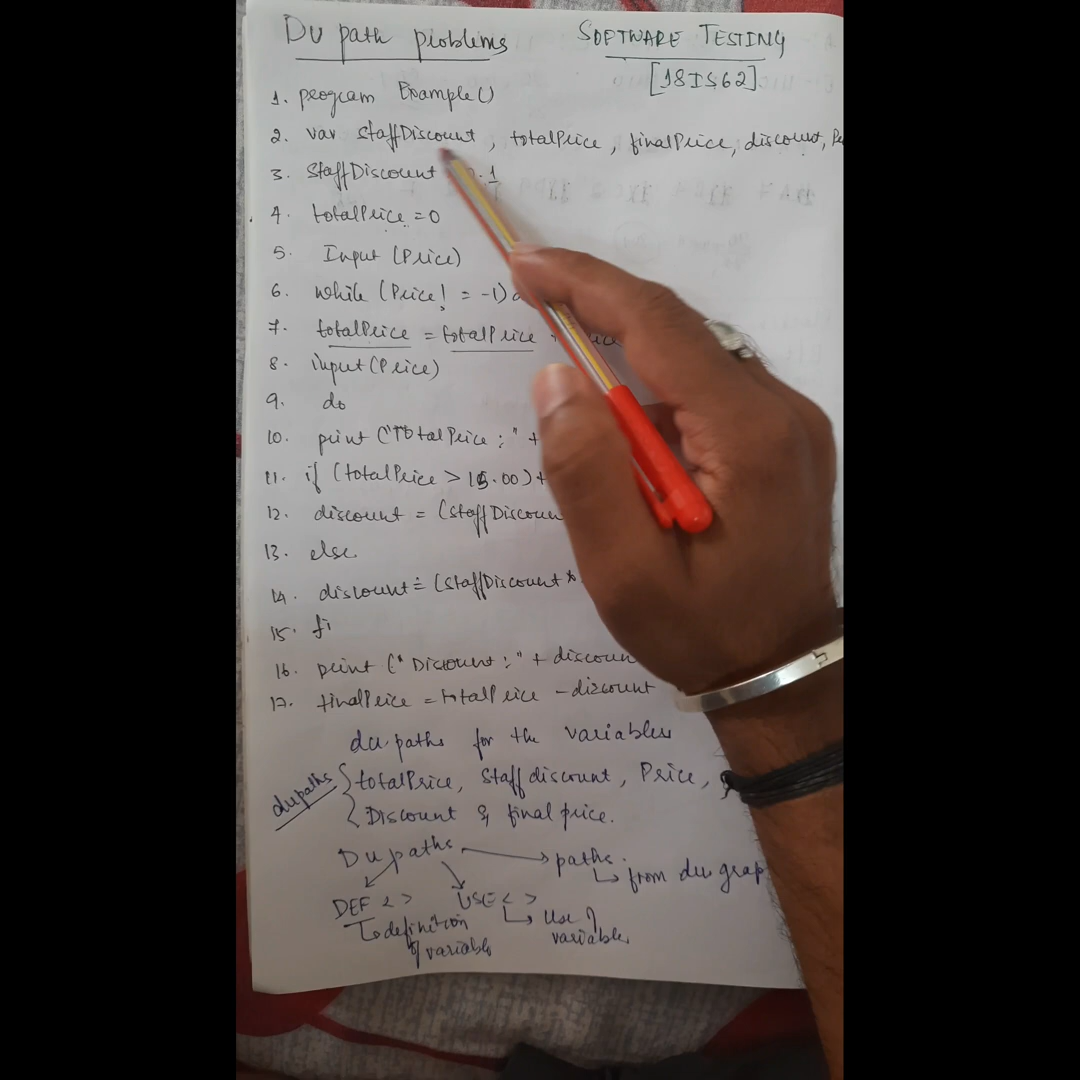 Du path problems
SOFTWARE TESTING
[18IS62]
1. program Example()
2. var staffDiscount, totalPrice, finalPrice, discount,
3. StaffDiscount .1
4. totalPrice = 0
5. Input (Price)
6. while (Price! = -1)
7. totalPrice = totalPrice
8. input(Price)
9. do
10. print ("Total Price :" +
11. if (totalPrice > 15.00) +
12. discount = (StaffDiscoun
13. else
14. discount = (StaffDiscount *
15. fi
16. print (" Discount :" + discoun
17. finalPrice = totalPrice - discount
du paths for the variables
du paths
totalPrice, Staff discount, Price,
Discount & final price.
Du paths
paths
from du grap
DEF < >
USE < >
definition of variable
Use of variable